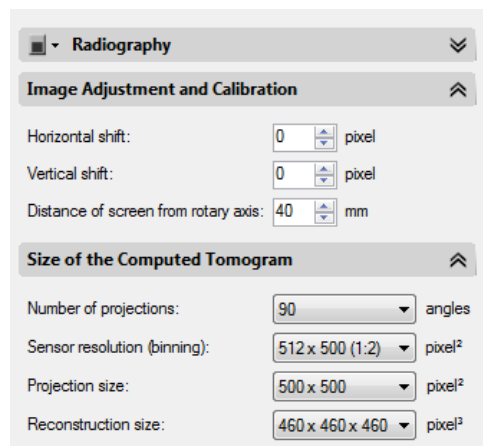 Radiography
Image Adjustment and Calibration
Horizontal shift: 0 pixel
Vertical shift: 0 pixel
Distance of screen from rotary axis: 40 mm
Size of the Computed Tomogram
Number of projections: 90 angles
Sensor resolution (binning): 512 x 500 (1:2) pixel²
Projection size: 500 x 500 pixel²
Reconstruction size: 460 x 460 x 460 pixel³